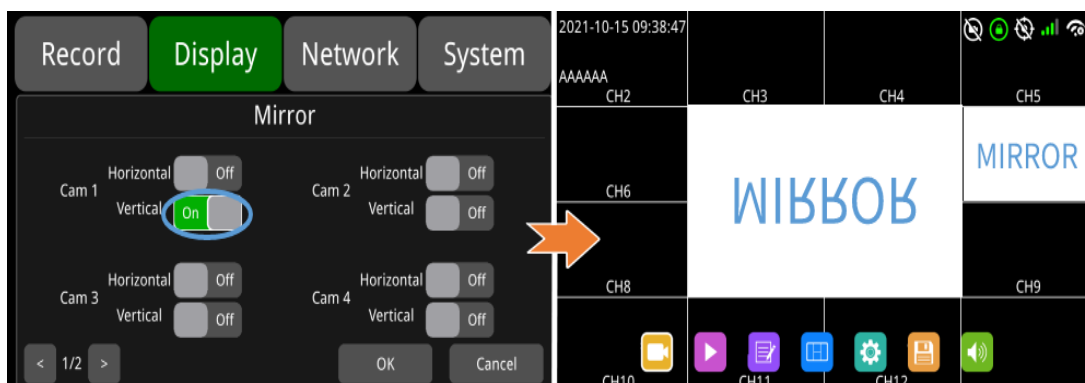 Record Display Network System
Mirror
Cam 1 Horizontal Off Cam 2 Horizontal Off
Vertical On Vertical Off
Cam 3 Horizontal Off Cam 4 Horizontal Off
Vertical Off Vertical Off
< 1/2 > OK Cancel
2021-10-15 09:38:47
AAAAAA
CH2 CH3 CH4 CH5
MIRROR
CH6 MIRROR
CH8 CH9
CH10 CH11 CH12